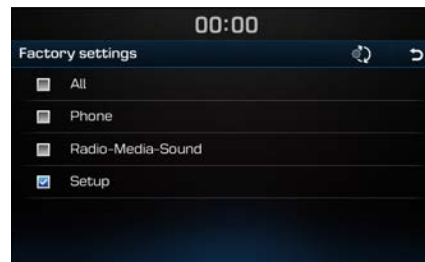 00:00
Factory settings
All
Phone
Radio-Media-Sound
Setup